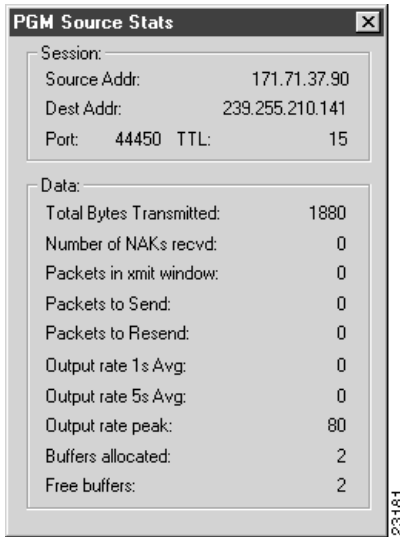 PGM Source Stats
Session:
Source Addr: 171.71.37.90
Dest Addr: 239.255.210.141
Port: 44450 TTL: 15
Data:
Total Bytes Transmitted: 1880
Number of NAKs recvd: 0
Packets in xmit window: 0
Packets to Send: 0
Packets to Resend: 0
Output rate 1s Avg: 0
Output rate 5s Avg: 0
Output rate peak: 80
Buffers allocated: 2
Free buffers: 2
23181